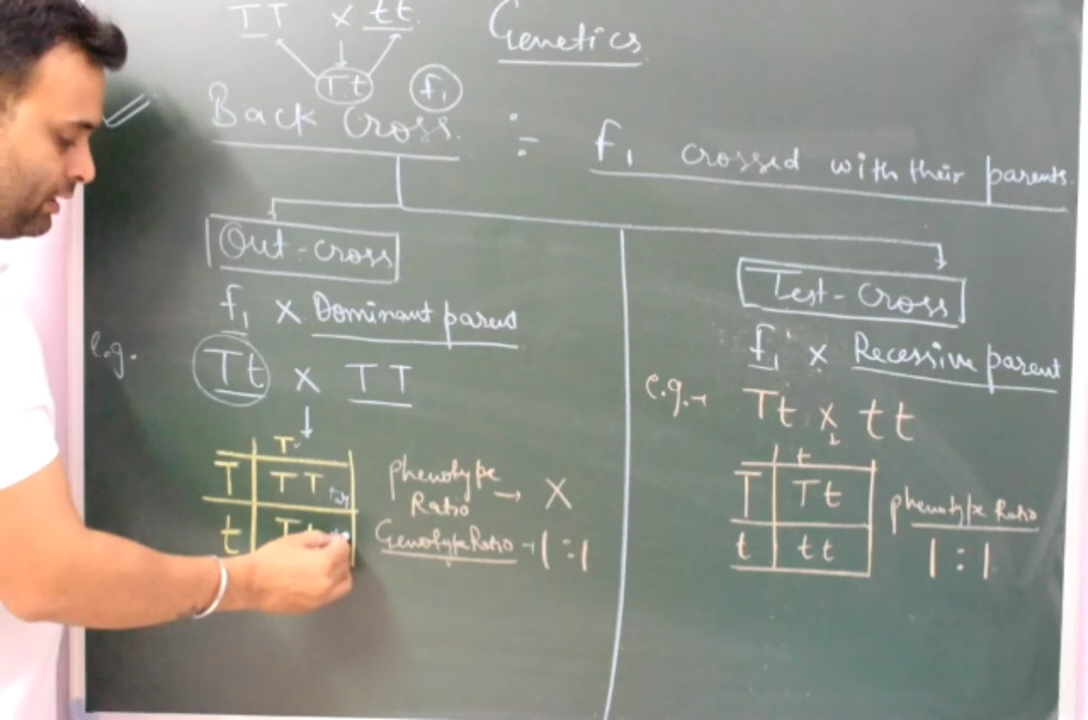 TT x tt
Genetics
Tt f1
Back Cross :- f1 crossed with their parents
Out-cross
f1 x Dominant parent
e.g. Tt x TT
T
T TT
t
phenotype Ratio → X
Genotype Ratio → 1:1
Test-Cross
f1 x Recessive parent
e.g. → Tt x tt
t
T Tt
t tt
phenotype Ratio
1:1